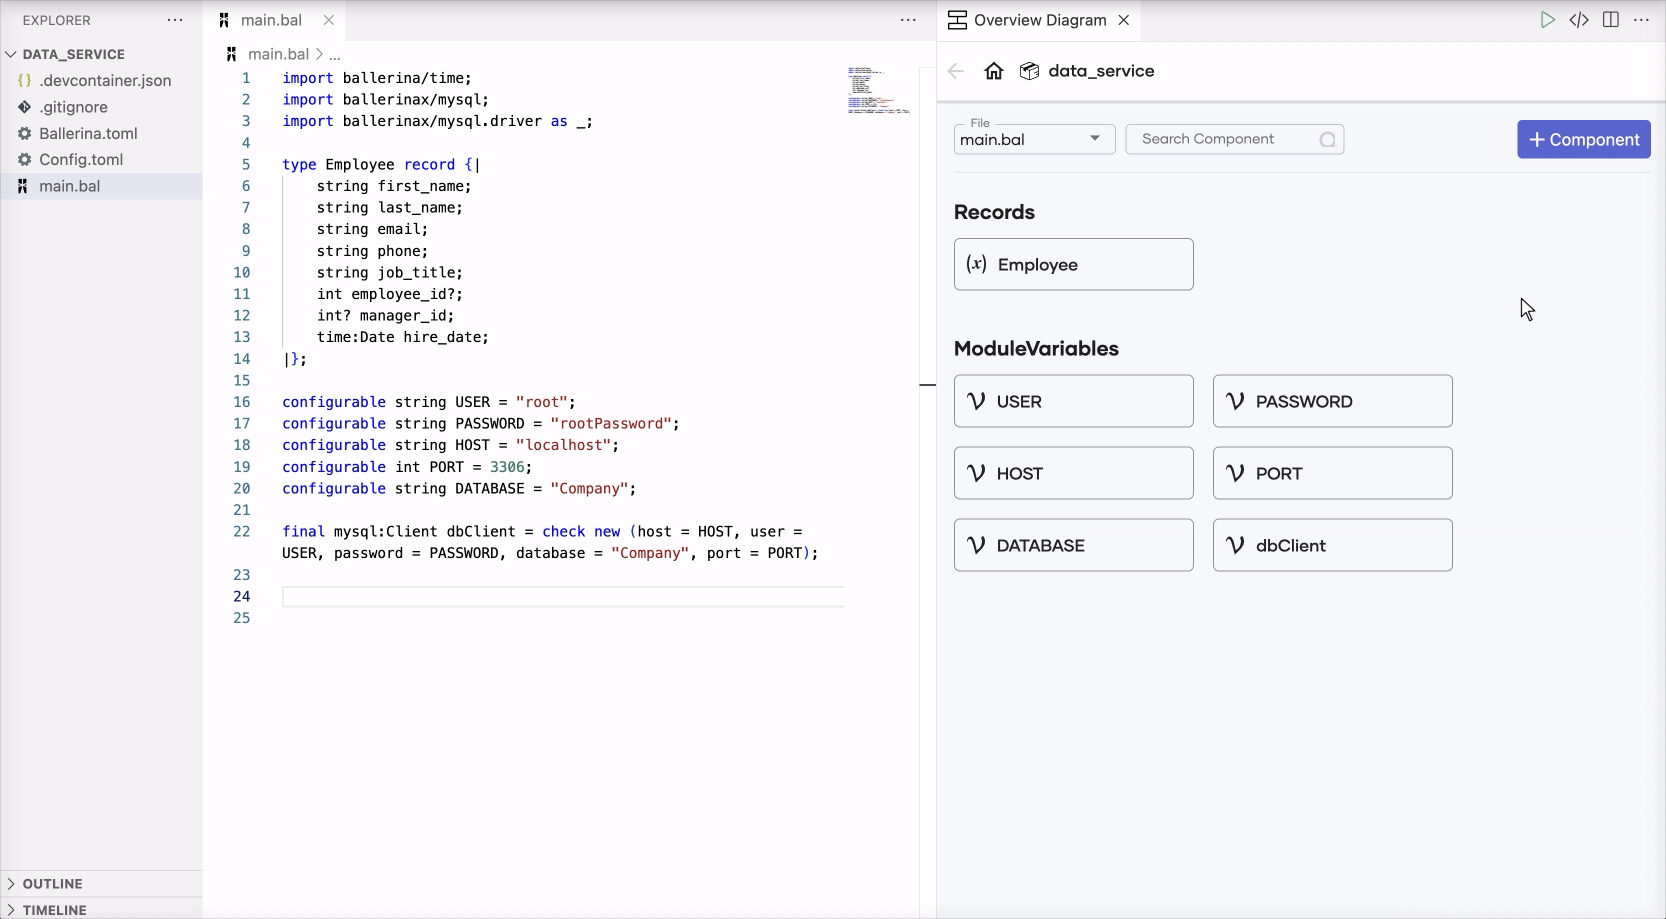 EXPLORER
DATA_SERVICE
.devcontainer.json
.gitignore
Ballerina.toml
Config.toml
main.bal
OUTLINE
TIMELINE
main.bal
main.bal > ...
1 import ballerina/time;
2 import ballerinax/mysql;
3 import ballerinax/mysql.driver as _;
4
5 type Employee record {|
6     string first_name;
7     string last_name;
8     string email;
9     string phone;
10     string job_title;
11     int employee_id?;
12     int? manager_id;
13     time:Date hire_date;
14 |};
15
16 configurable string USER = "root";
17 configurable string PASSWORD = "rootPassword";
18 configurable string HOST = "localhost";
19 configurable int PORT = 3306;
20 configurable string DATABASE = "Company";
21
22 final mysql:Client dbClient = check new (host = HOST, user =
USER, password = PASSWORD, database = "Company", port = PORT);
23
24
25
Overview Diagram
data_service
File
main.bal
Search Component
+ Component
Records
(x) Employee
ModuleVariables
USER
PASSWORD
HOST
PORT
DATABASE
dbClient